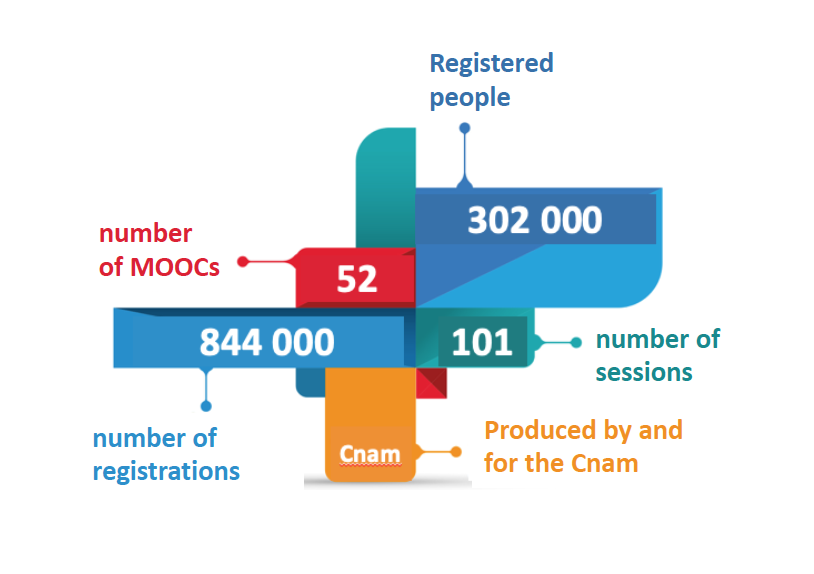 Registered
people
302 000
number
of MOOCs
52
844 000
101
number of
sessions
number of
registrations
Produced by and
for the Cnam
Cnam